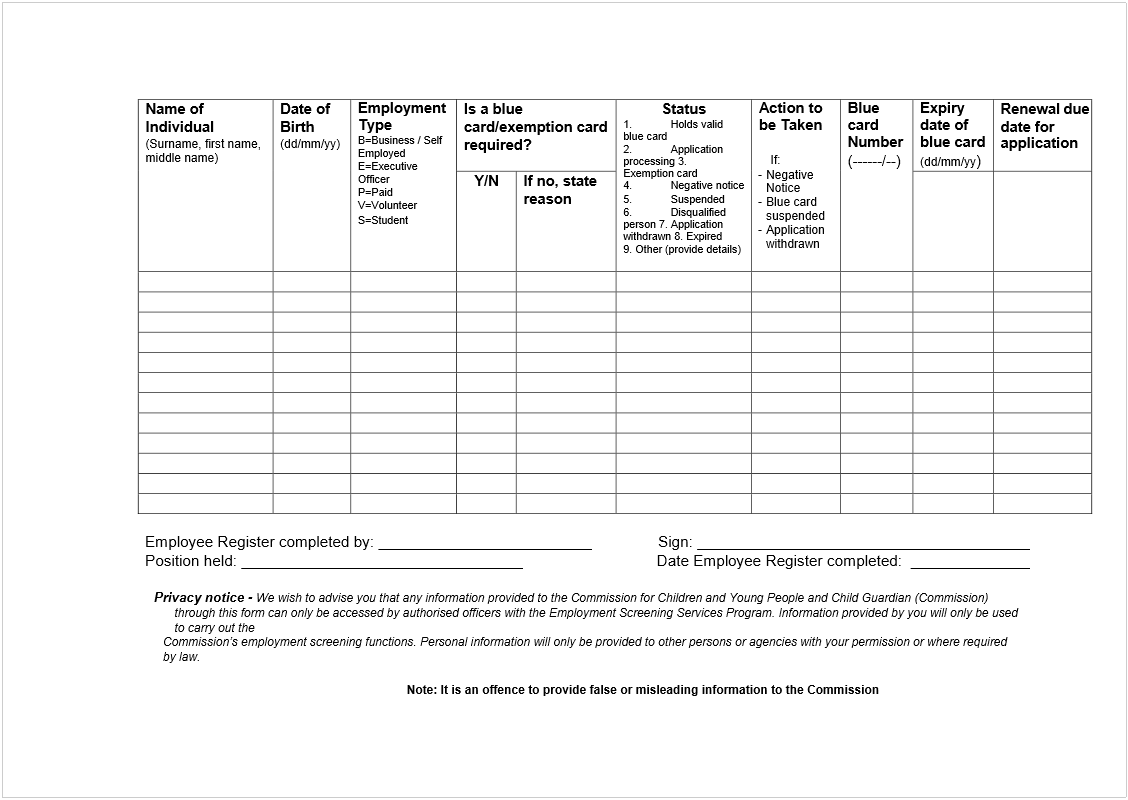 Name of
Individual
(Surname, first name,
middle name)
Date of
Birth
(dd/mm/yy)
Employment
Type
B=Business / Self
Employed
E=Executive
Officer
P=Paid
V=Volunteer
S=Student
Is a blue
card/exemption card
required?
Y/N
If no, state
reason
Status
1. Holds valid
blue card
2. Application
processing 3.
Exemption card
4. Negative notice
5. Suspended
6. Disqualified
person 7. Application
withdrawn 8. Expired
9. Other (provide details)
Action to
be Taken
If:
- Negative
Notice
- Blue card
suspended
- Application
withdrawn
Blue
card
Number
(------/--)
Expiry
date of
blue card
(dd/mm/yy)
Renewal due
date for
application
Employee Register completed by: __________________________ Sign: ________________________________________
Position held: __________________________________ Date Employee Register completed: ______________
Privacy notice - We wish to advise you that any information provided to the Commission for Children and Young People and Child Guardian (Commission)
through this form can only be accessed by authorised officers with the Employment Screening Services Program. Information provided by you will only be used
to carry out the
Commission's employment screening functions. Personal information will only be provided to other persons or agencies with your permission or where required
by law.
Note: It is an offence to provide false or misleading information to the Commission